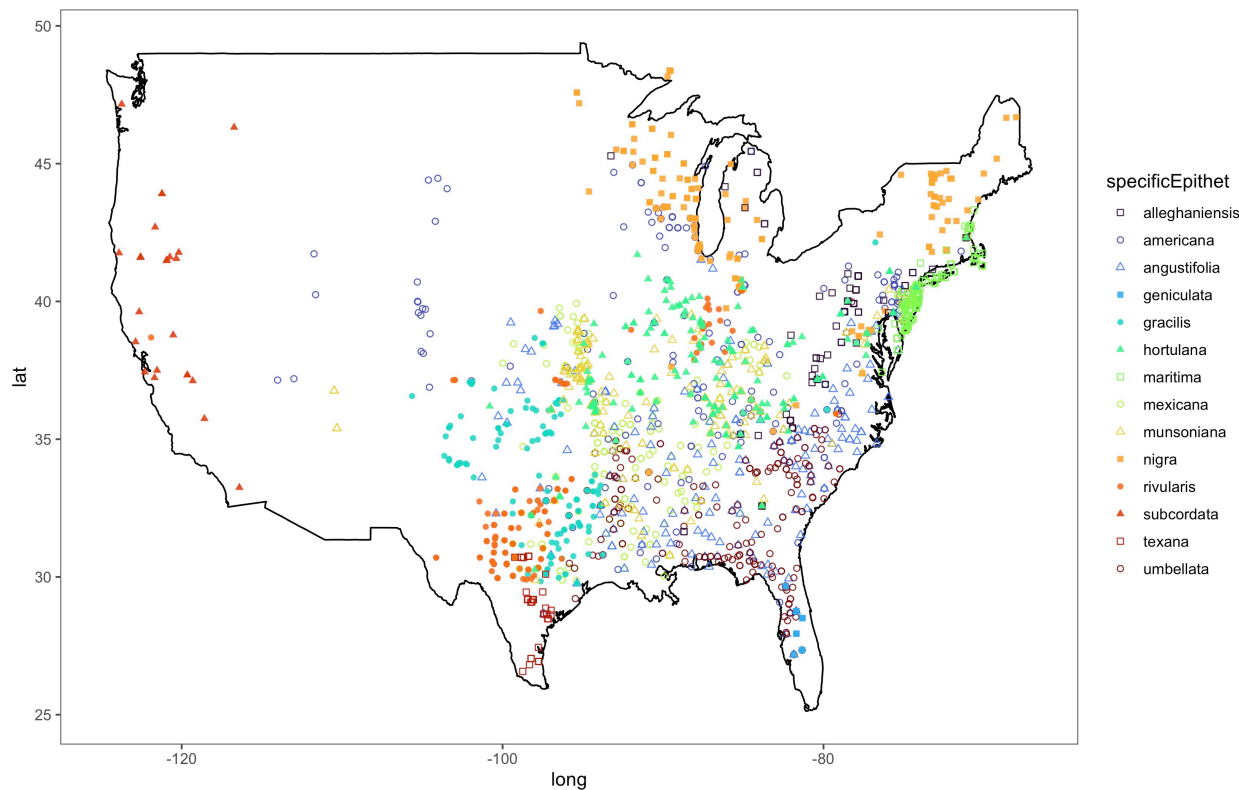 50
45
40
35
30
25
lat
-120
-100
-80
long
specificEpithet
alleghaniensis
americana
angustifolia
geniculata
gracilis
hortulana
maritima
mexicana
munsoniana
nigra
rivularis
subcordata
texana
umbellata